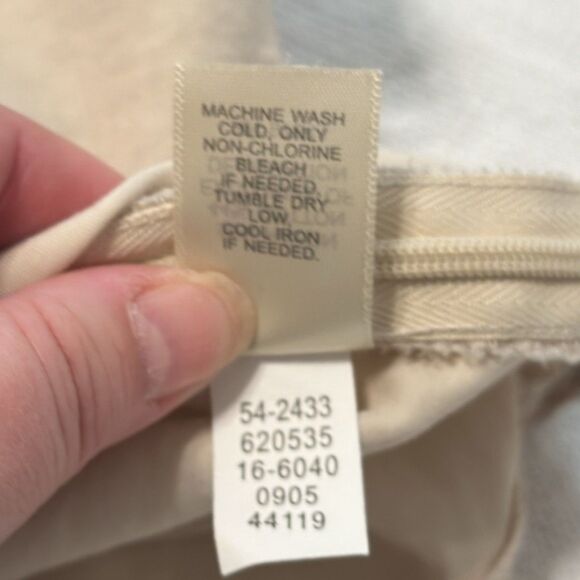 MACHINE WASH
COLD, ONLY
NON-CHLORINE
BLEACH
IF NEEDED.
TUMBLE DRY
LOW.
COOL IRON
IF NEEDED.
54-2433
620535
16-6040
0905
44119